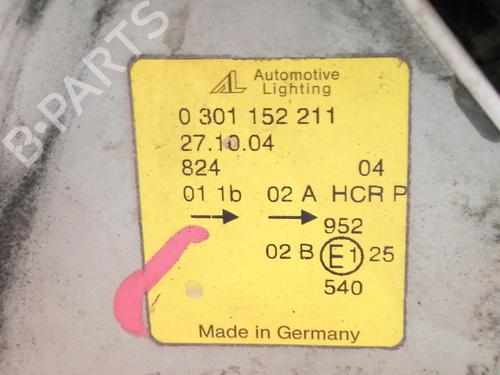 B-PARTS
AL Automotive
Lighting
0 301 152 211
27.10.04
824 04
01 1b 02 A HCR P
952
02 B E1 25
540
Made in Germany